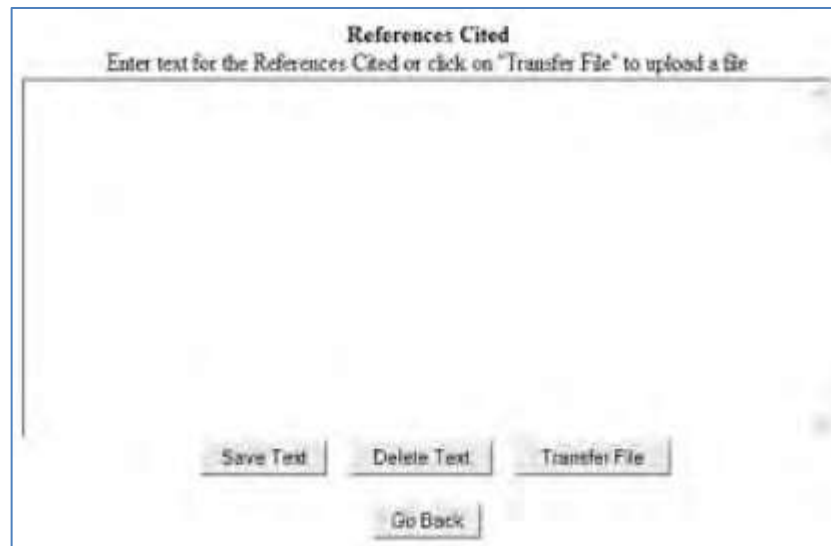 References Cited
Enter text for the References Cited or click on "Transfer File" to upload a file
Save Text Delete Text Transfer File
Go Back